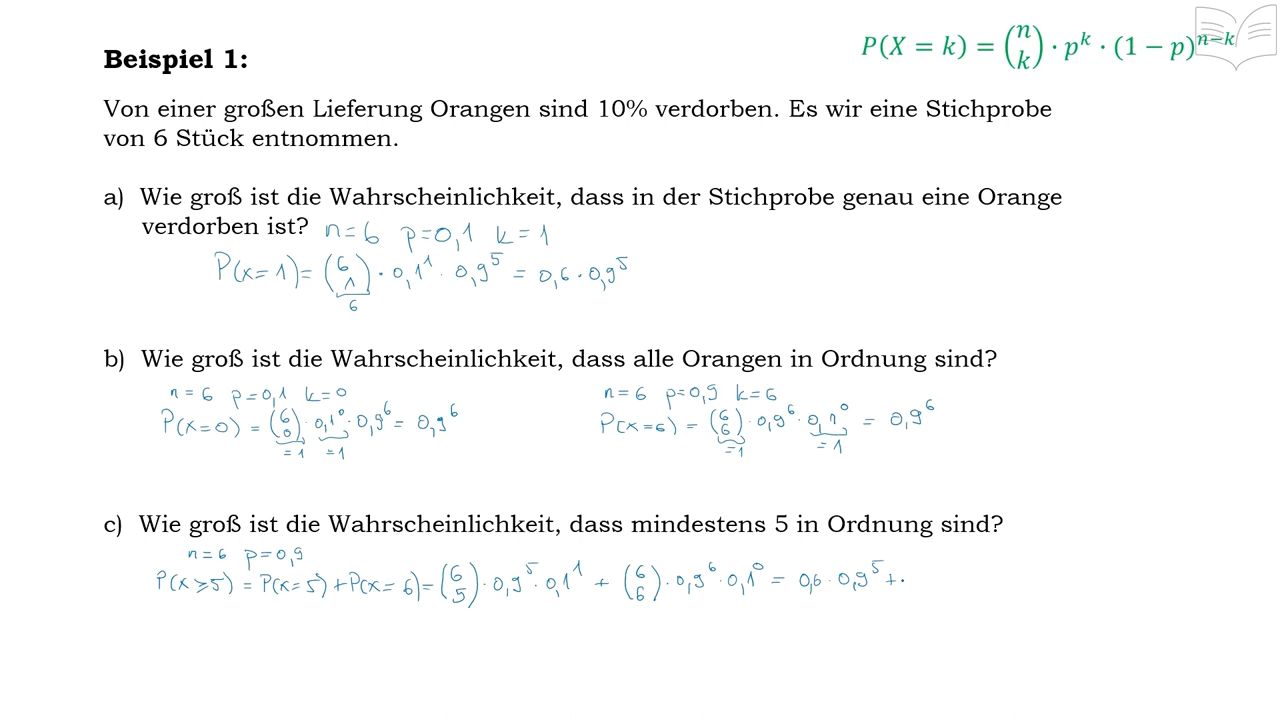 Beispiel 1:
P(X = k) = (n k) · p^k · (1 − p)^{n−k}
Von einer großen Lieferung Orangen sind 10% verdorben. Es wir eine Stichprobe
von 6 Stück entnommen.
a) Wie groß ist die Wahrscheinlichkeit, dass in der Stichprobe genau eine Orange
verdorben ist? n=6 p=0,1 k=1
P(x=1)= (6 1) · 0,1^1 · 0,9^5 = 0,6 · 0,9^5
6
b) Wie groß ist die Wahrscheinlichkeit, dass alle Orangen in Ordnung sind?
n=6 p=0,1 k=0
P(x=0) = (6 0) · 0,1^0 · 0,9^6 = 0,9^6
=1 =1
n=6 p=0,9 k=6
P(x=6) = (6 6) · 0,9^6 · 0,1^0 = 0,9^6
=1 =1
c) Wie groß ist die Wahrscheinlichkeit, dass mindestens 5 in Ordnung sind?
n=6 p=0,9
P(x≥5) = P(x=5) + P(x=6) = (6 5) · 0,9^5 · 0,1^1 + (6 6) · 0,9^6 · 0,1^0 = 0,6 · 0,9^5 + ·